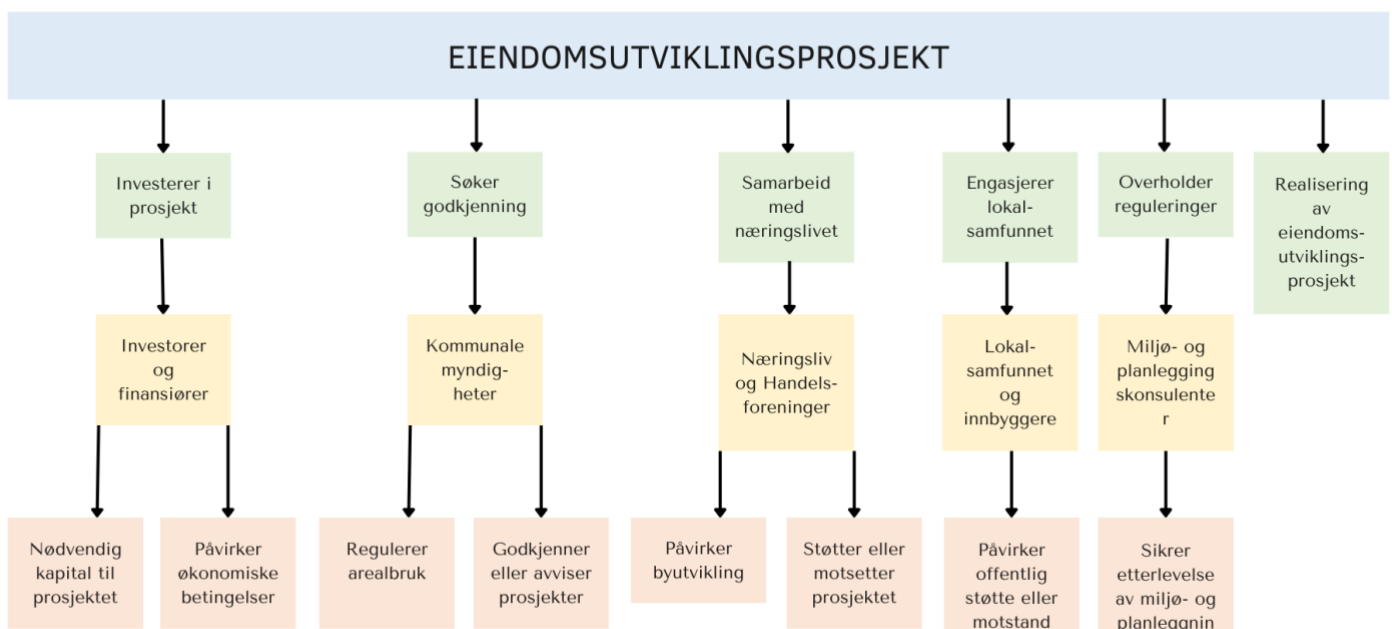 EIENDOMSUTVIKLINGSPROSJEKT
Investerer i
prosjekt
Søker
godkjenning
Samarbeid
med
næringslivet
Engasjerer
lokal-
samfunnet
Overholder
reguleringer
Realisering
av
eiendoms-
utviklings-
prosjekt
Investorer
og
finansiører
Kommunale
myndig-
heter
Næringsliv
og Handels-
foreninger
Lokal-
samfunnet
og
innbyggere
Miljø- og
planlegging
skonsulente
r
Nødvendig
kapital til
prosjektet
Påvirker
økonomiske
betingelser
Regulerer
arealbruk
Godkjenner
eller avviser
prosjekter
Påvirker
byutvikling
Støtter eller
motsetter
prosjektet
Påvirker
offentlig
støtte eller
motstand
Sikrer
etterlevelse
av miljø- og
planleggnin